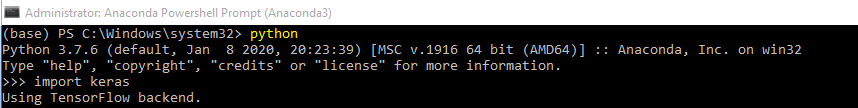 Administrator: Anaconda Powershell Prompt (Anaconda3)
(base) PS C:\Windows\system32> python
Python 3.7.6 (default, Jan  8 2020, 20:23:39) [MSC v.1916 64 bit (AMD64)] :: Anaconda, Inc. on win32
Type "help", "copyright", "credits" or "license" for more information.
>>> import keras
Using TensorFlow backend.